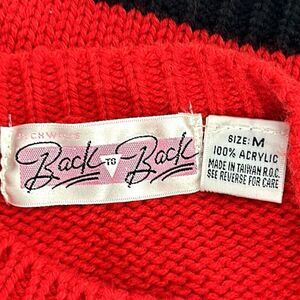 Back TO Back
SIZE: M
100% ACRYLIC
MADE IN TAIWAN R.O.C.
SEE REVERSE FOR CARE